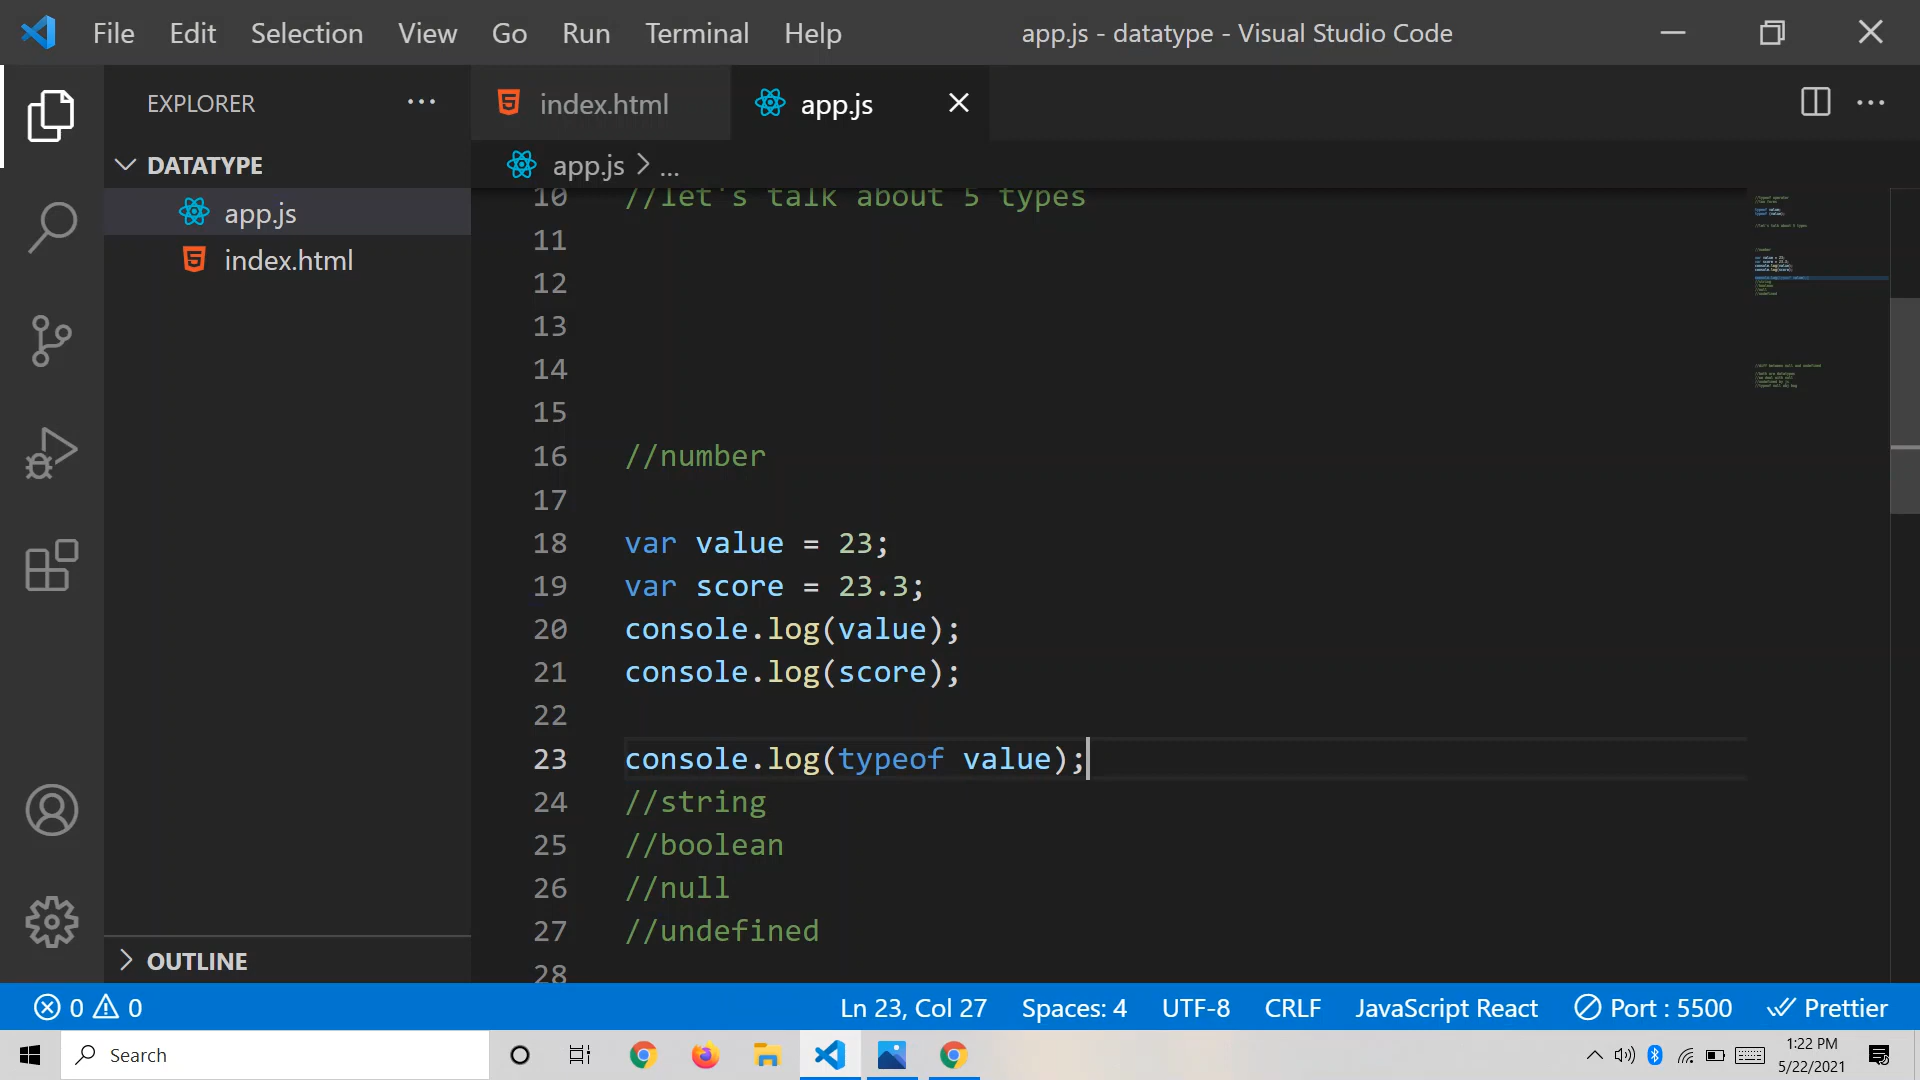 File Edit Selection View Go Run Terminal Help
app.js - datatype - Visual Studio Code
EXPLORER
index.html
app.js
DATATYPE
app.js
index.html
app.js > ...
10 //let's talk about 5 types
11
12
13
14
15
16 //number
17
18 var value = 23;
19 var score = 23.3;
20 console.log(value);
21 console.log(score);
22
23 console.log(typeof value);
24 //string
25 //boolean
26 //null
27 //undefined
28
OUTLINE
0 0
Ln 23, Col 27 Spaces: 4 UTF-8 CRLF JavaScript React Port : 5500 Prettier
Search
1:22 PM
5/22/2021